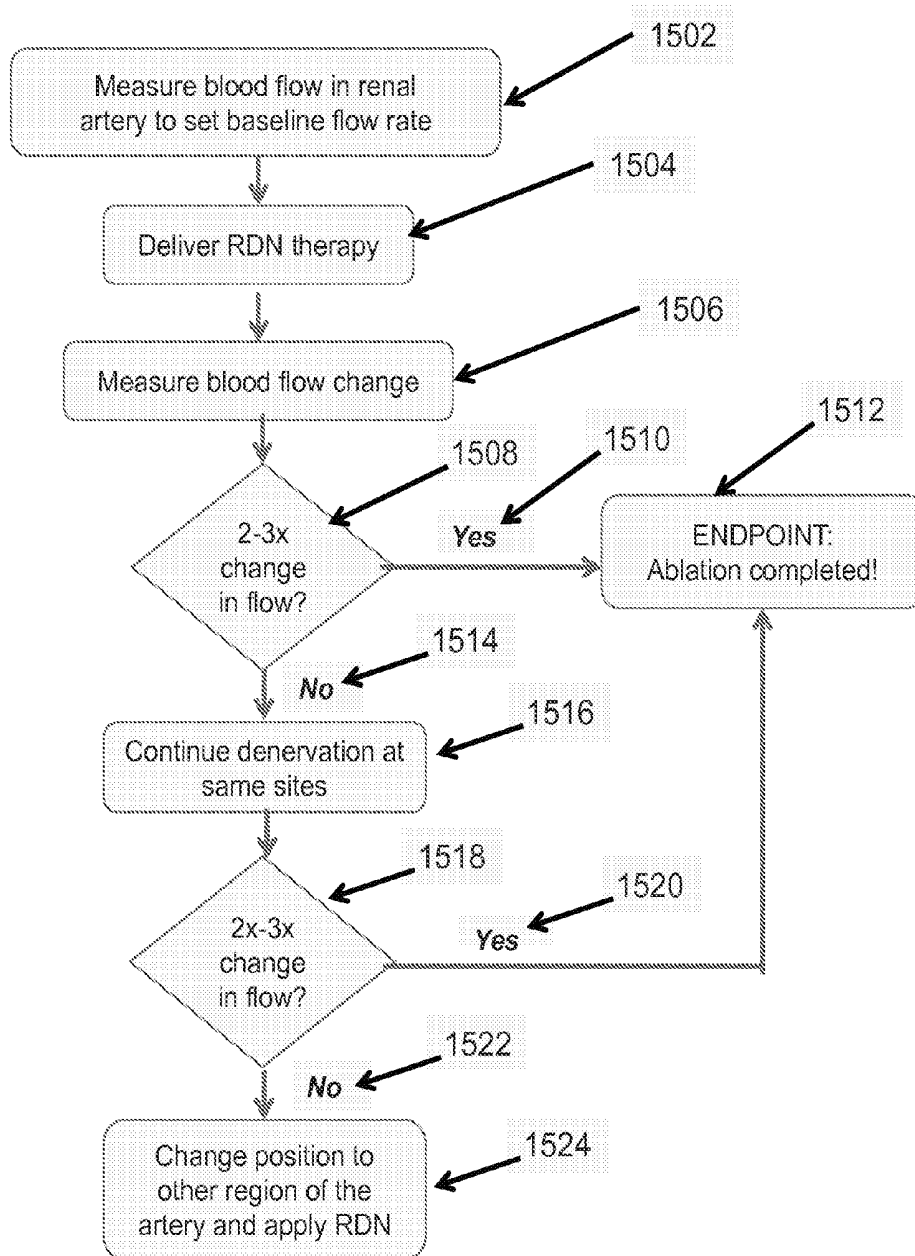 1502
Measure blood flow in renal
artery to set baseline flow rate
1504
Deliver RDN therapy
1506
Measure blood flow change
1508
1510
1512
2-3x
change
in flow?
Yes
ENDPOINT:
Ablation completed!
1514
No
1516
Continue denervation at
same sites
1518
1520
2x-3x
change
in flow?
Yes
1522
No
1524
Change position to
other region of the
artery and apply RDN